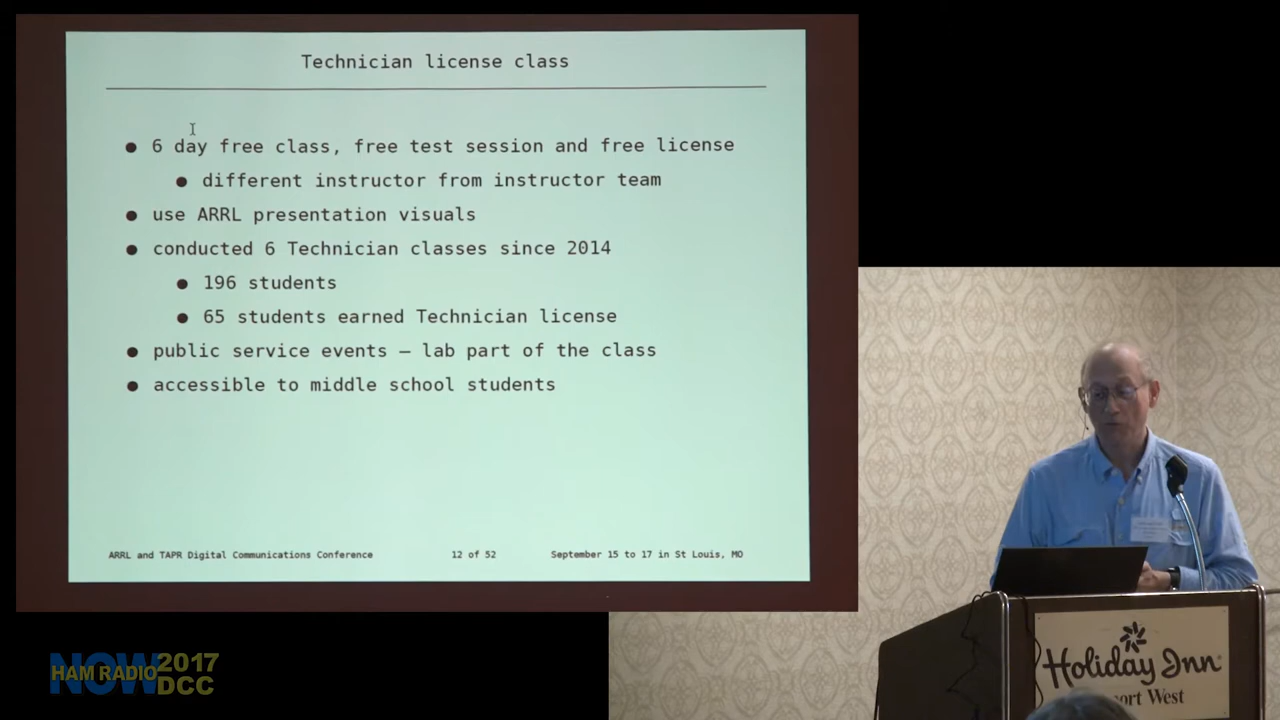 Technician license class
● 6 day free class, free test session and free license
● different instructor from instructor team
● use ARRL presentation visuals
● conducted 6 Technician classes since 2014
● 196 students
● 65 students earned Technician license
● public service events – lab part of the class
● accessible to middle school students
ARRL and TAPR Digital Communications Conference 12 of 52 September 15 to 17 in St Louis, MO
HAM RADIO NOW 2017 DCC
Holiday Inn
West